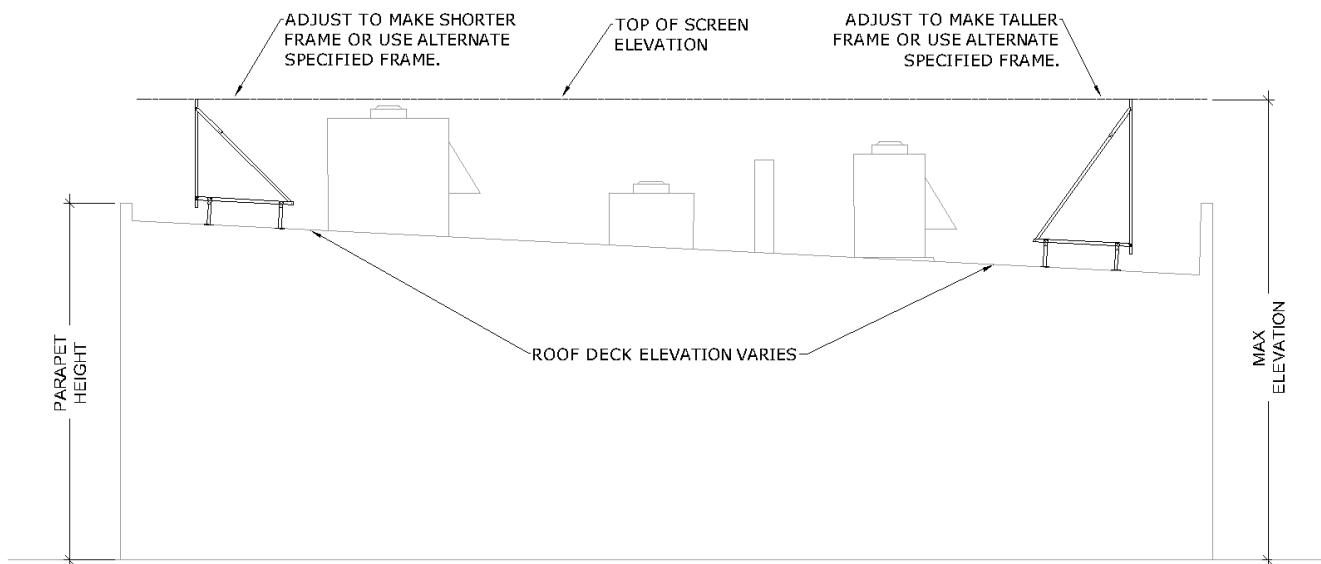 ADJUST TO MAKE SHORTER
FRAME OR USE ALTERNATE
SPECIFIED FRAME.
TOP OF SCREEN
ELEVATION
ADJUST TO MAKE TALLER
FRAME OR USE ALTERNATE
SPECIFIED FRAME.
ROOF DECK ELEVATION VARIES
PARAPET
HEIGHT
MAX
ELEVATION